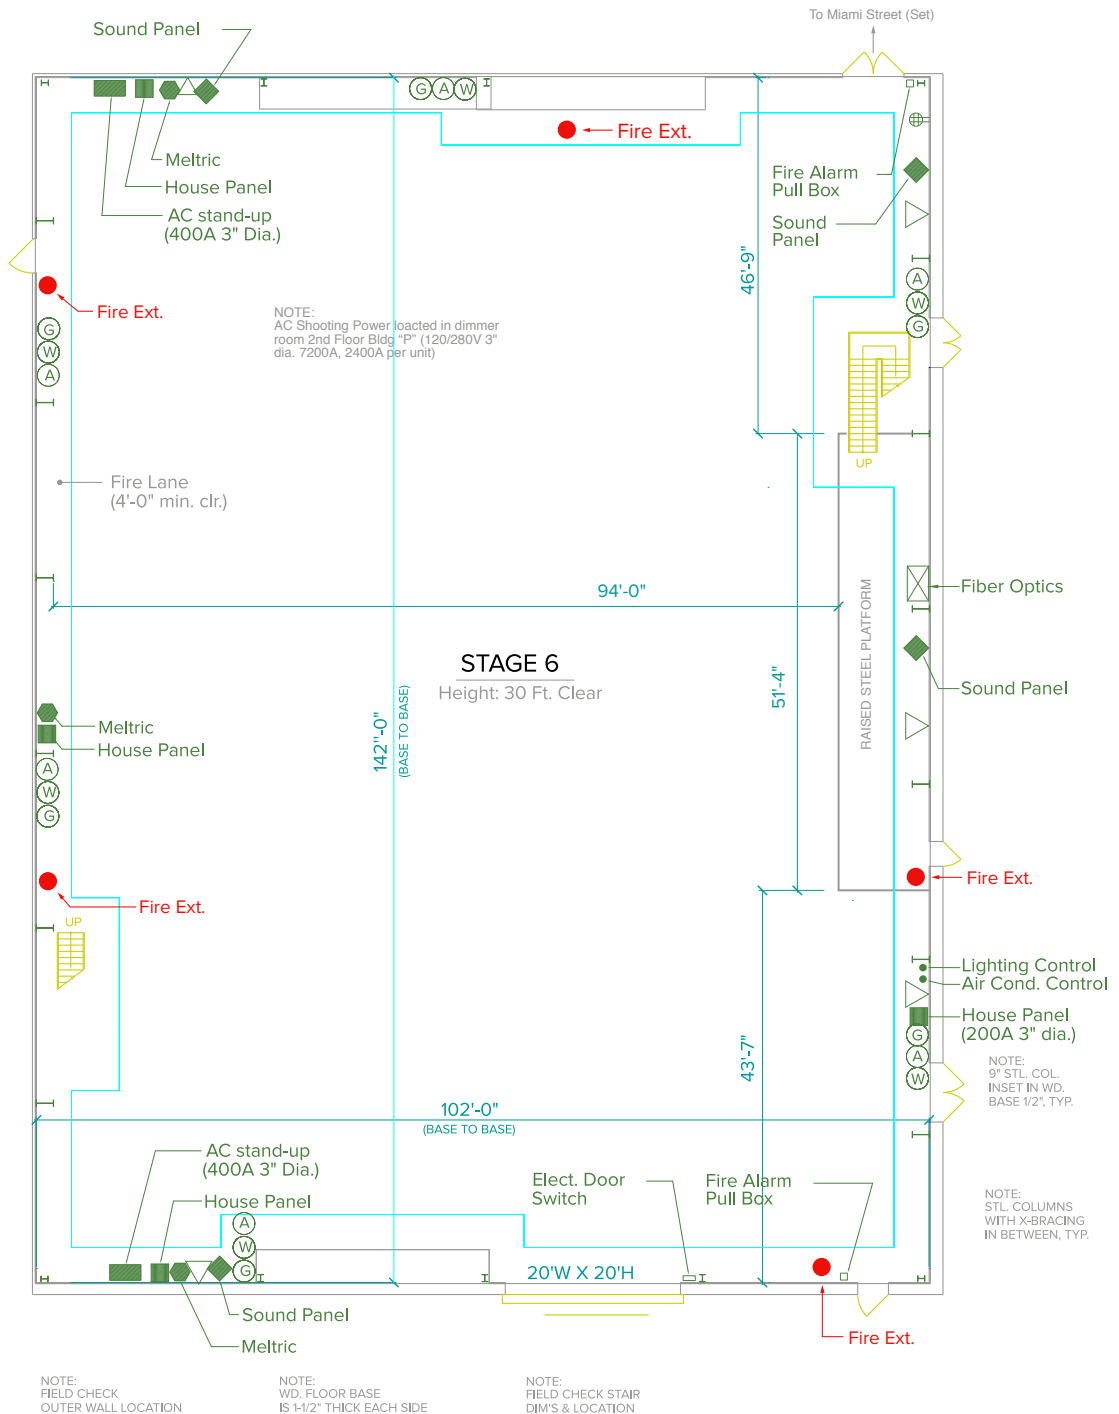 To Miami Street (Set)
Sound Panel
G A W
Fire Ext.
Meltric
House Panel
AC stand-up
(400A 3" Dia.)
Fire Alarm
Pull Box
Sound
Panel
46'-9"
A
W
G
Fire Ext.
NOTE:
AC Shooting Power loacted in dimmer
room 2nd Floor Bldg “P” (120/280V 3"
dia. 7200A, 2400A per unit)
G
W
A
UP
Fire Lane
(4'-0" min. clr.)
94'-0"
Fiber Optics
RAISED STEEL PLATFORM
STAGE 6
Height: 30 Ft. Clear
51'-4"
Sound Panel
142"-0"
(BASE TO BASE)
Meltric
House Panel
A
W
G
Fire Ext.
Fire Ext.
UP
Lighting Control
Air Cond. Control
House Panel
(200A 3" dia.)
G
A
W
43'-7"
NOTE:
9" STL. COL.
INSET IN WD.
BASE 1/2", TYP.
102'-0"
(BASE TO BASE)
AC stand-up
(400A 3" Dia.)
House Panel
A
W
G
Elect. Door
Switch
Fire Alarm
Pull Box
NOTE:
STL. COLUMNS
WITH X-BRACING
IN BETWEEN, TYP.
20'W X 20'H
Sound Panel
Meltric
Fire Ext.
NOTE:
FIELD CHECK
OUTER WALL LOCATION
NOTE:
WD. FLOOR BASE
IS 1-1/2" THICK EACH SIDE
NOTE:
FIELD CHECK STAIR
DIM'S & LOCATION